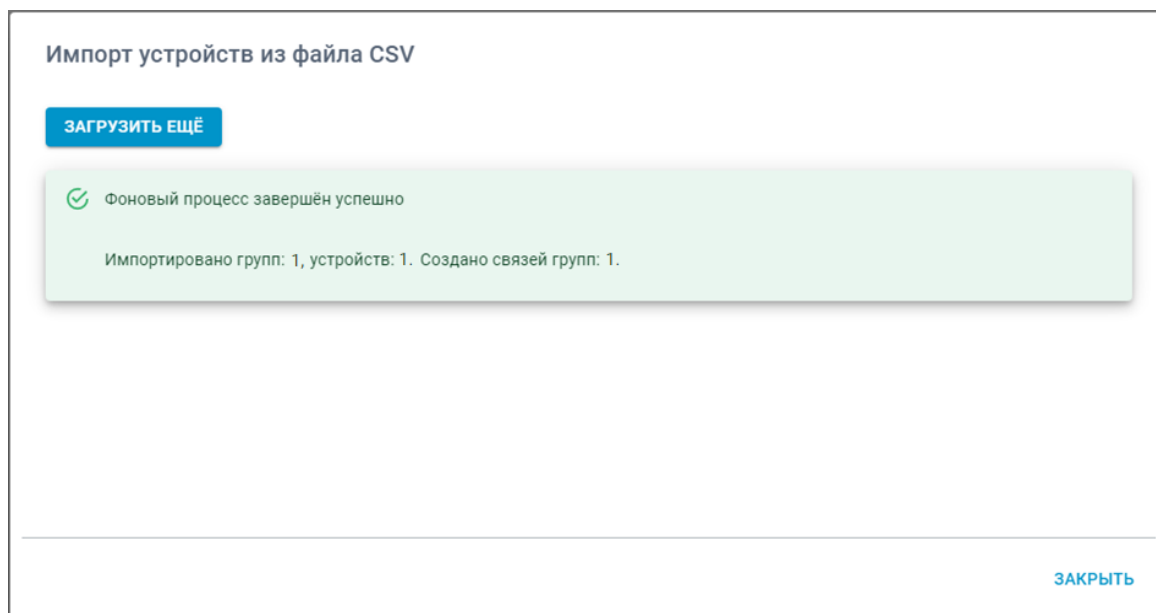 Импорт устройств из файла CSV
ЗАГРУЗИТЬ ЕЩЁ
Фоновый процесс завершён успешно
Импортировано групп: 1, устройств: 1. Создано связей групп: 1.
ЗАКРЫТЬ